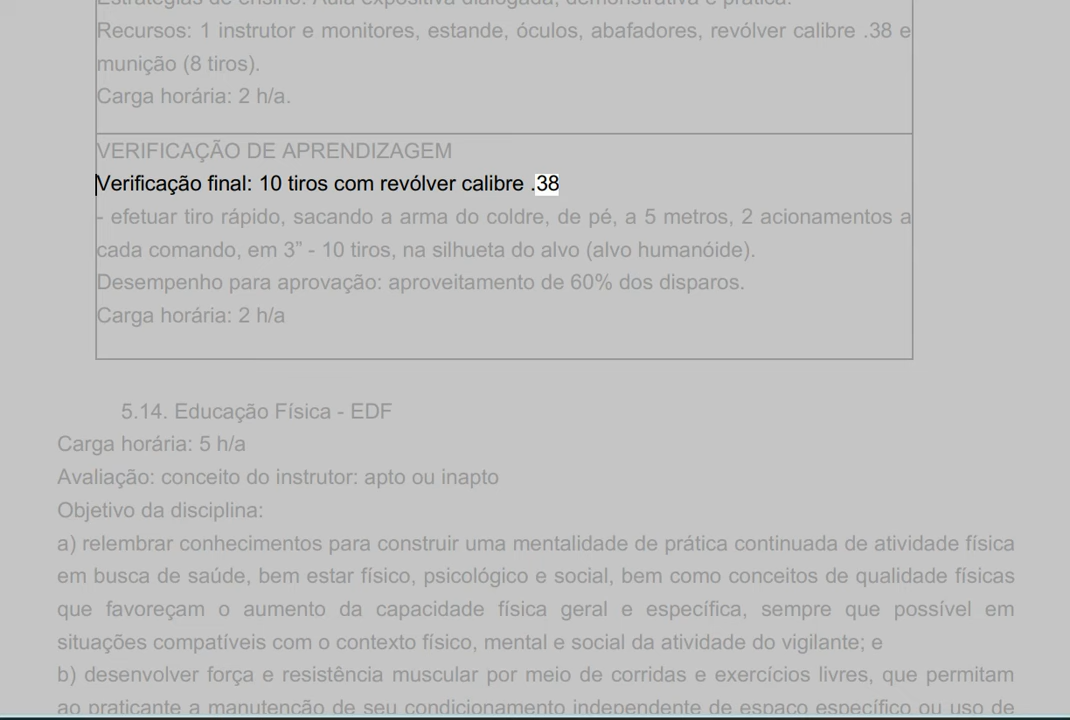 Estratégias de ensino: Aula expositiva dialogada, demonstrativa e prática.
Recursos: 1 instrutor e monitores, estande, óculos, abafadores, revólver calibre .38 e
munição (8 tiros).
Carga horária: 2 h/a.
VERIFICAÇÃO DE APRENDIZAGEM
Verificação final: 10 tiros com revólver calibre .38
- efetuar tiro rápido, sacando a arma do coldre, de pé, a 5 metros, 2 acionamentos a
cada comando, em 3” - 10 tiros, na silhueta do alvo (alvo humanóide).
Desempenho para aprovação: aproveitamento de 60% dos disparos.
Carga horária: 2 h/a
5.14. Educação Física - EDF
Carga horária: 5 h/a
Avaliação: conceito do instrutor: apto ou inapto
Objetivo da disciplina:
a) relembrar conhecimentos para construir uma mentalidade de prática continuada de atividade física
em busca de saúde, bem estar físico, psicológico e social, bem como conceitos de qualidade físicas
que favoreçam o aumento da capacidade física geral e específica, sempre que possível em
situações compatíveis com o contexto físico, mental e social da atividade do vigilante; e
b) desenvolver força e resistência muscular por meio de corridas e exercícios livres, que permitam
ao praticante a manutenção de seu condicionamento independente de espaço específico ou uso de